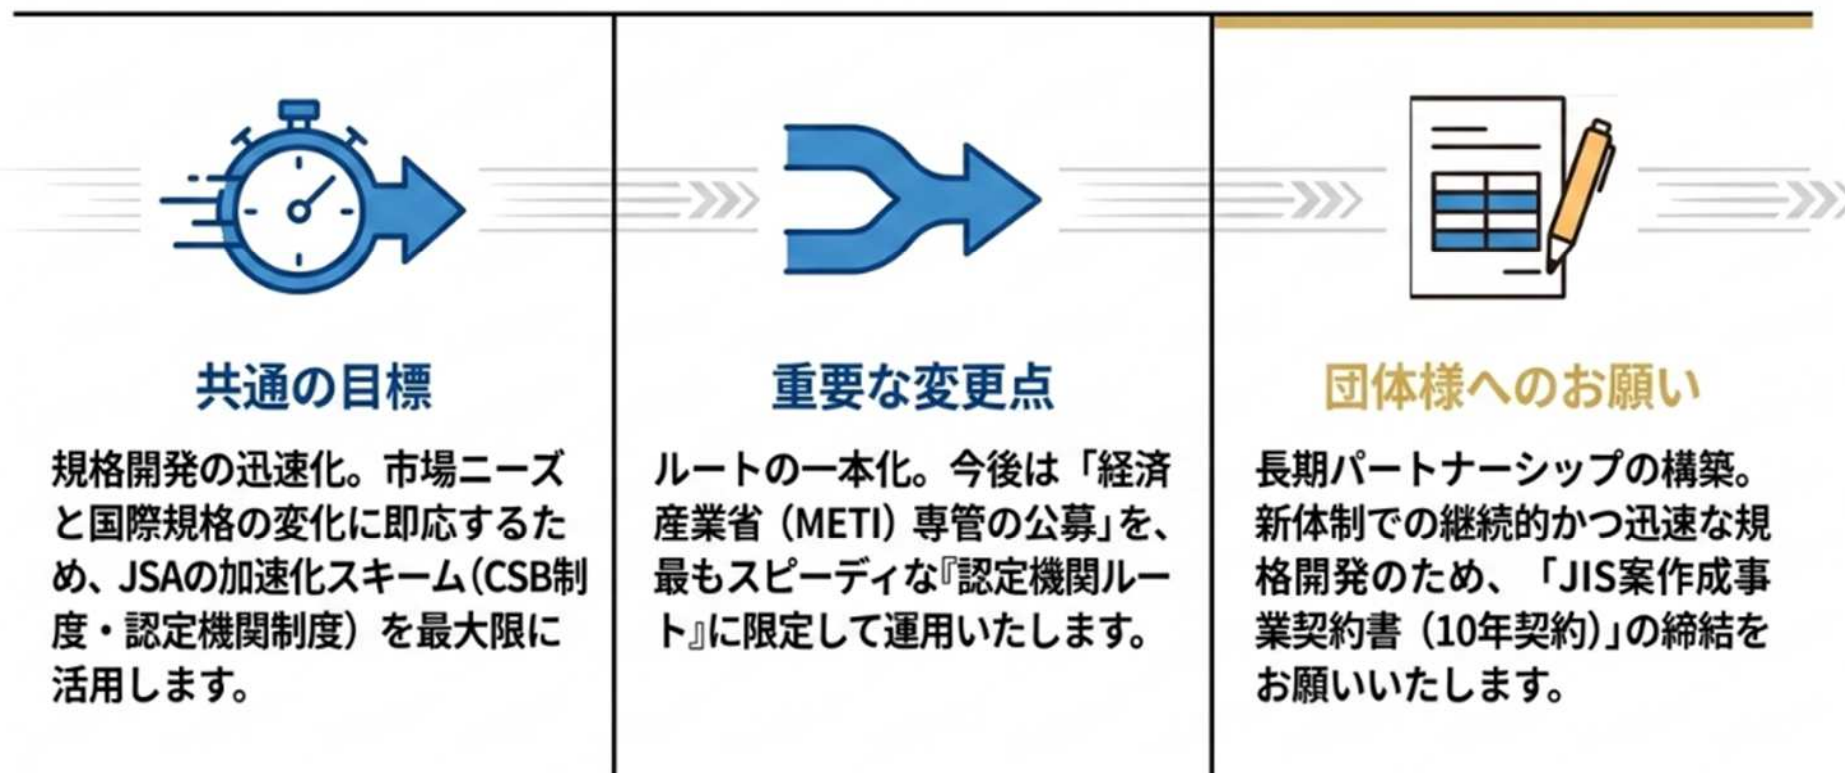 共通の目標
規格開発の迅速化。市場ニーズ
と国際規格の変化に即応するた
め、JSAの加速化スキーム（CSB制
度・認定機関制度）を最大限に
活用します。
重要な変更点
ルートの一本化。今後は「経済
産業省（METI）専管の公募」を、
最もスピーディな『認定機関ルー
ト』に限定して運用いたします。
団体様へのお願い
長期パートナーシップの構築。
新体制での継続的かつ迅速な規
格開発のため、「JIS案作成事
業契約書（10年契約）」の締結を
お願いいたします。